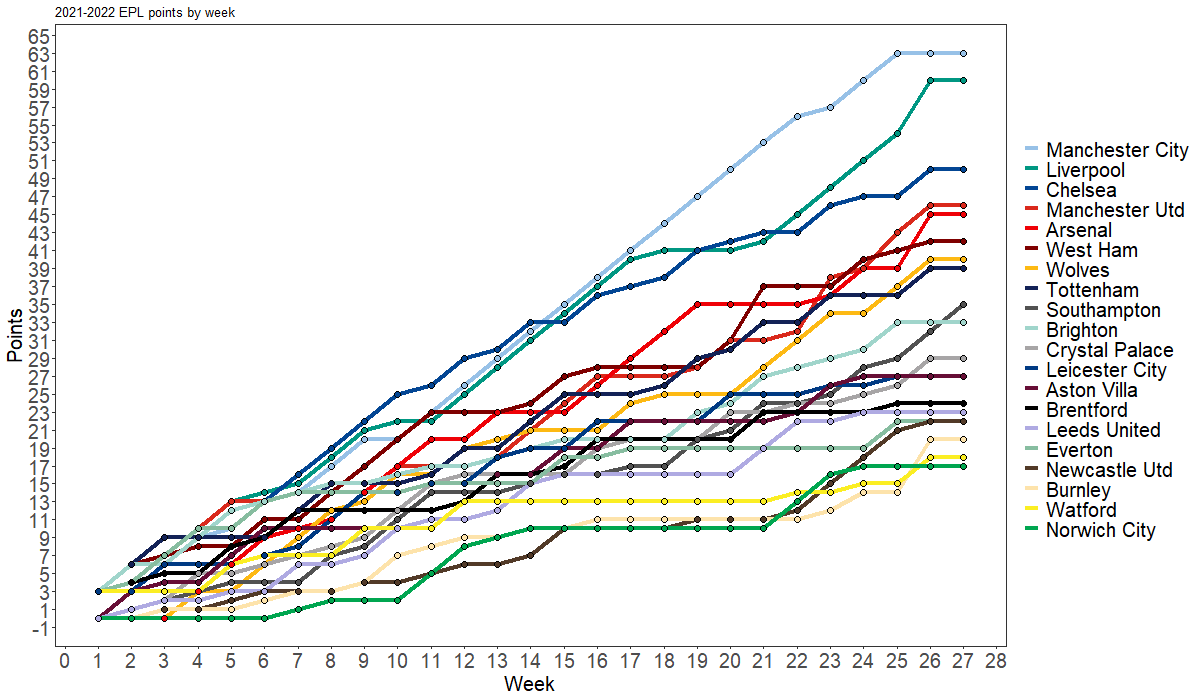 2021-2022 EPL points by week
65
63
61
59
57
55
53
51
49
47
45
43
41
39
37
35
33
31
29
27
25
23
21
19
17
15
13
11
9
7
5
3
1
-1
Points
0 1 2 3 4 5 6 7 8 9 10 11 12 13 14 15 16 17 18 19 20 21 22 23 24 25 26 27 28
Week
Manchester City
Liverpool
Chelsea
Manchester Utd
Arsenal
West Ham
Wolves
Tottenham
Southampton
Brighton
Crystal Palace
Leicester City
Aston Villa
Brentford
Leeds United
Everton
Newcastle Utd
Burnley
Watford
Norwich City